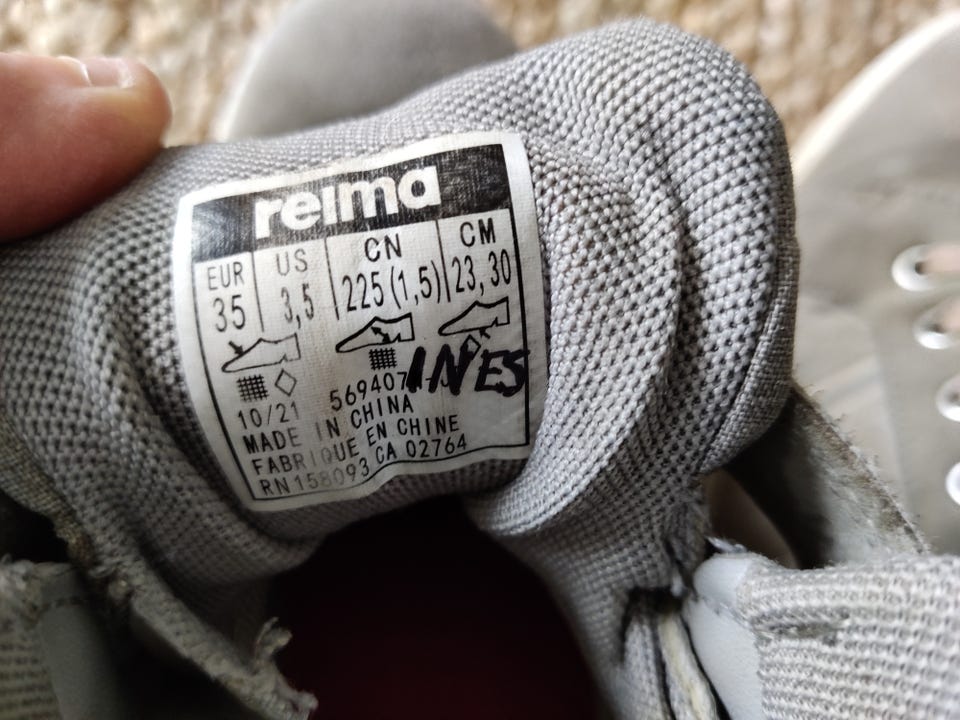 reima
EUR US CN CM
35 3,5 225(1,5) 23,30
INES
10/21 569407
MADE IN CHINA
FABRIQUE EN CHINE
RN158093 CA 02764